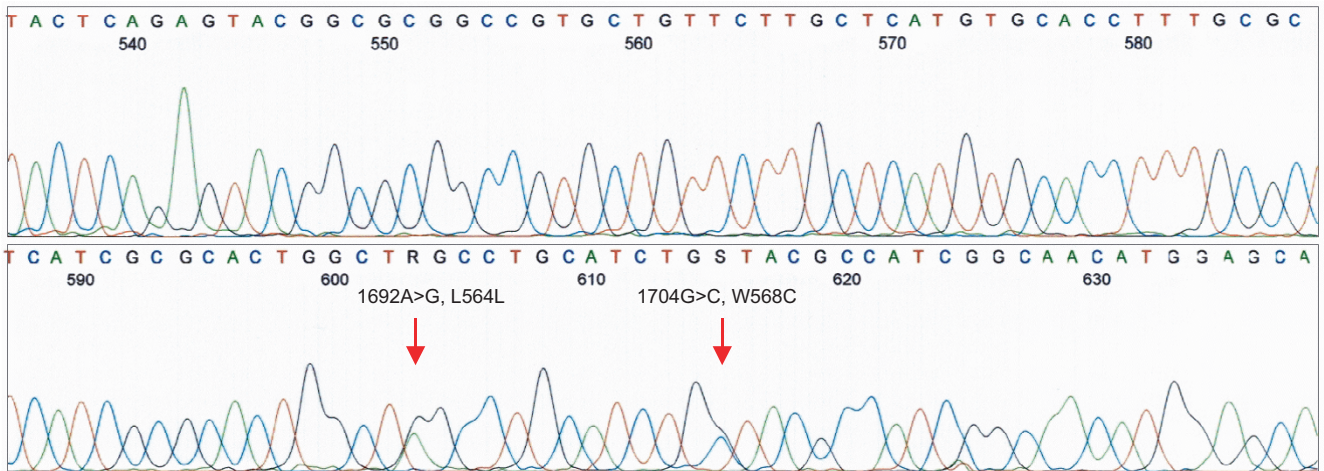 T A C T C A G A G T A C G G C G C G G C C G T G C T G T T C T T G C T C A T G T G C A C C T T T G C G C
540 550 560 570 580
T C A T C G C G C A C T G G C T R G C C T G C A T C T G S T A C G C C A T C G G C A A C A T G G A G C A
590 600 610 620 630
1692A>G, L564L 1704G>C, W568C